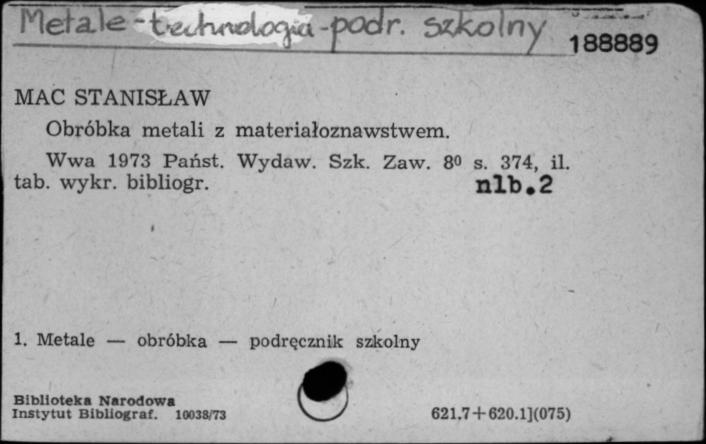 Metale - technologia - podr. szkolny
188889
MAC STANISŁAW
Obróbka metali z materiałoznawstwem.
Wwa 1973 Państ. Wydaw. Szk. Zaw. 8⁰ s. 374, il.
tab. wykr. bibliogr. nlb.2
1. Metale — obróbka — podręcznik szkolny
Biblioteka Narodowa
Instytut Bibliograf. 10038/73 621.7+620.1](075)